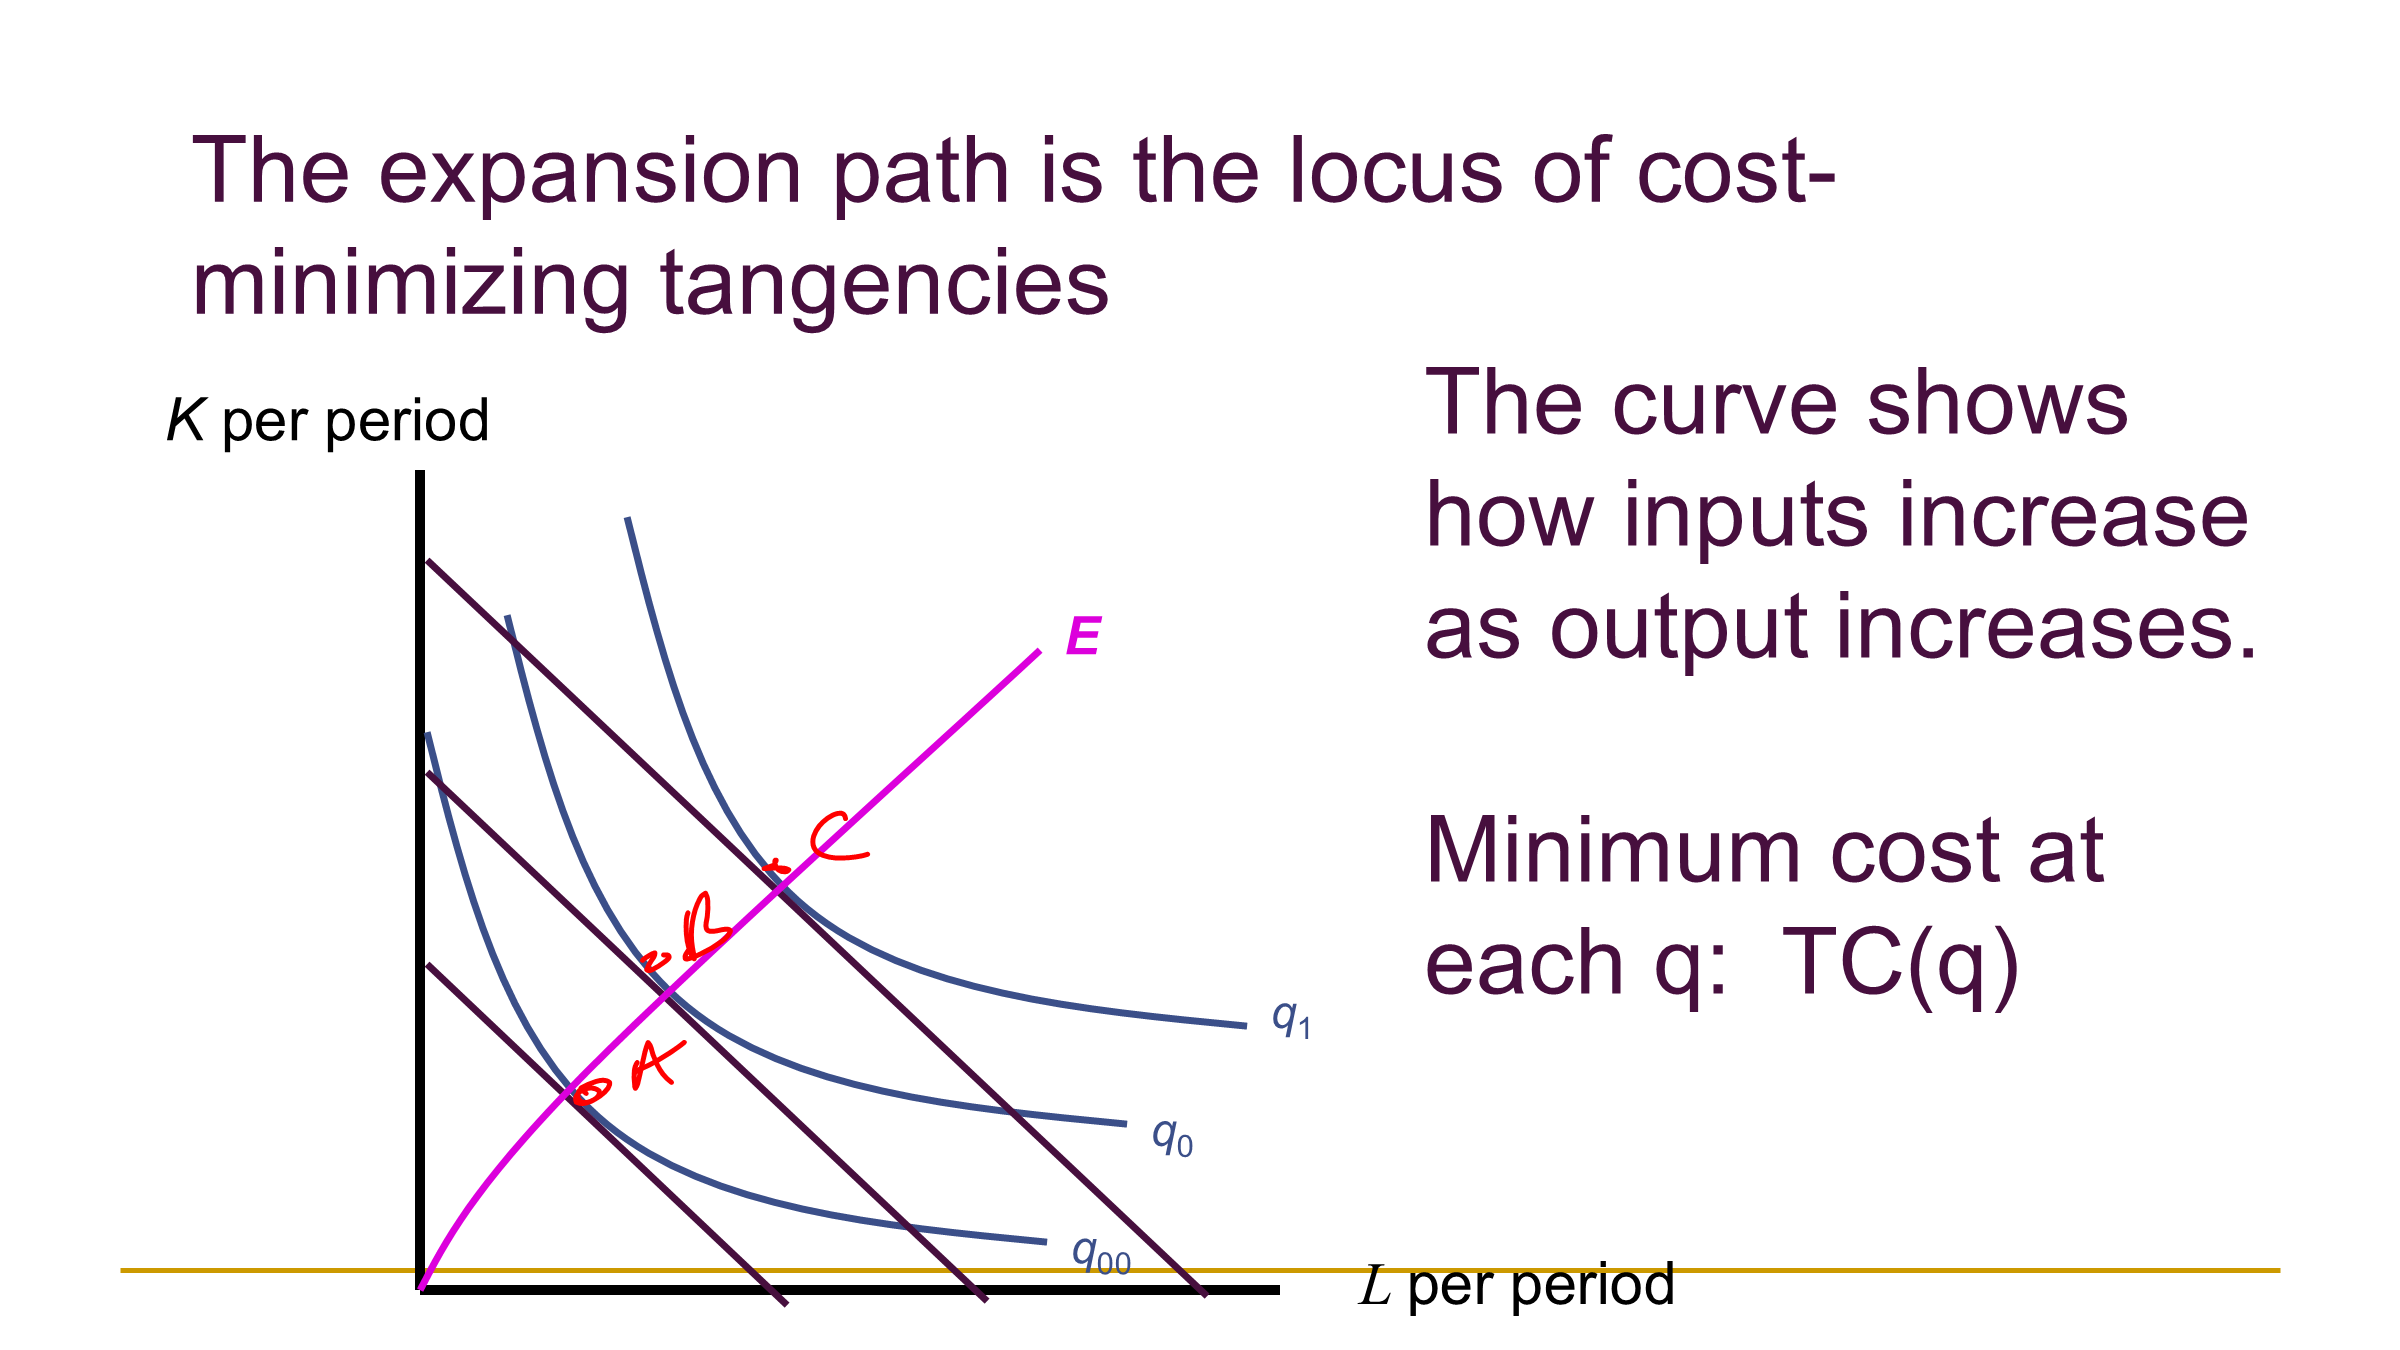 The expansion path is the locus of cost-
minimizing tangencies
K per period
The curve shows
how inputs increase
as output increases.
Minimum cost at
each q: TC(q)
E
C
B
A
q1
q0
q00
L per period